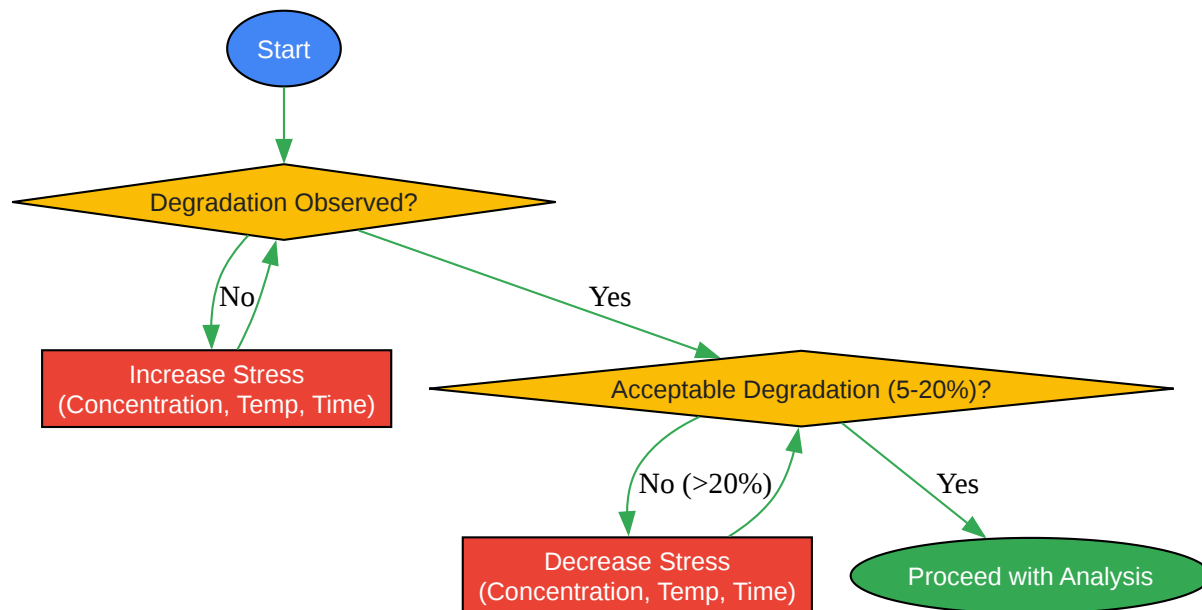 Start
Degradation Observed?
No
Yes
Increase Stress
(Concentration, Temp, Time)
Acceptable Degradation (5-20%)?
No (>20%)
Yes
Decrease Stress
(Concentration, Temp, Time)
Proceed with Analysis